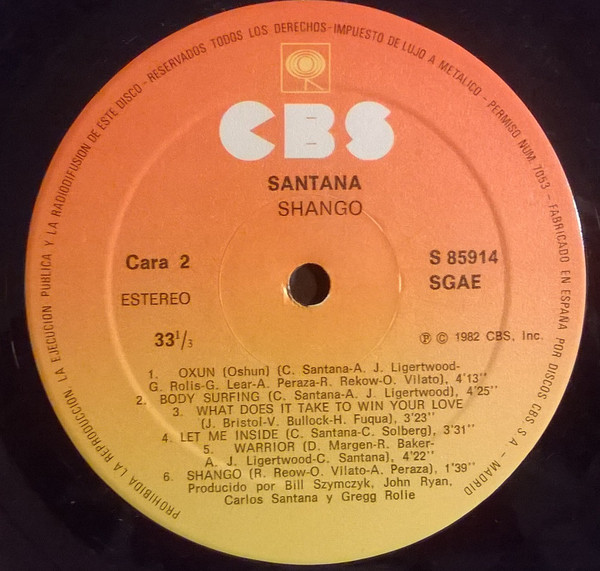 PROHIBIDA LA REPRODUCCION, LA EJECUCION PUBLICA Y LA RADIODIFUSION DE ESTE DISCO - RESERVADOS TODOS LOS DERECHOS - IMPUESTO DE LUJO A METALICO - PERMISO NUM. 7053 - FABRICADO EN ESPAÑA POR DISCOS CBS, S. A. - MADRID
CBS
SANTANA
SHANGO
Cara 2
S 85914
SGAE
ESTEREO
33 1/3
Ⓟ © 1982 CBS, Inc.
1. OXUN (Oshun) (C. Santana-A. J. Ligertwood-
G. Rolis-G. Lear-A. Peraza-R. Rekow-O. Vilato), 4'13"
2. BODY SURFING (C. Santana-A. J. Ligertwood), 4'25"
3. WHAT DOES IT TAKE TO WIN YOUR LOVE
(J. Bristol-V. Bullock-H. Fuqua), 3'23"
4. LET ME INSIDE (C. Santana-C. Solberg), 3'31"
5. WARRIOR (D. Margen-R. Baker-
A. J. Ligertwood-C. Santana), 4'22"
6. SHANGO (R. Reow-O. Vilato-A. Peraza), 1'39"
Producido por Bill Szymczyk, John Ryan,
Carlos Santana y Gregg Rolie